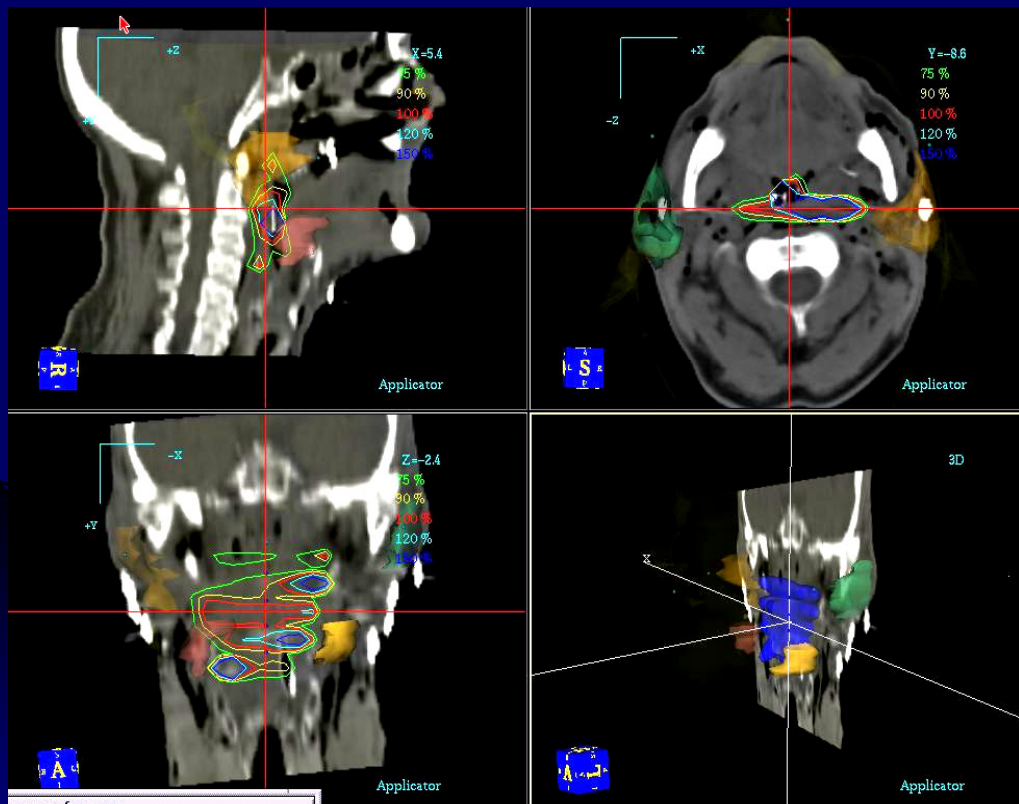 +Z
X=5.4
75 %
90 %
100 %
120 %
150 %
R
Applicator
+X
Y=-8.6
-Z
75 %
90 %
100 %
120 %
150 %
S
Applicator
-X
Z=-2.4
75 %
90 %
100 %
120 %
150 %
+Y
A
Applicator
3D
X
A
L
Applicator